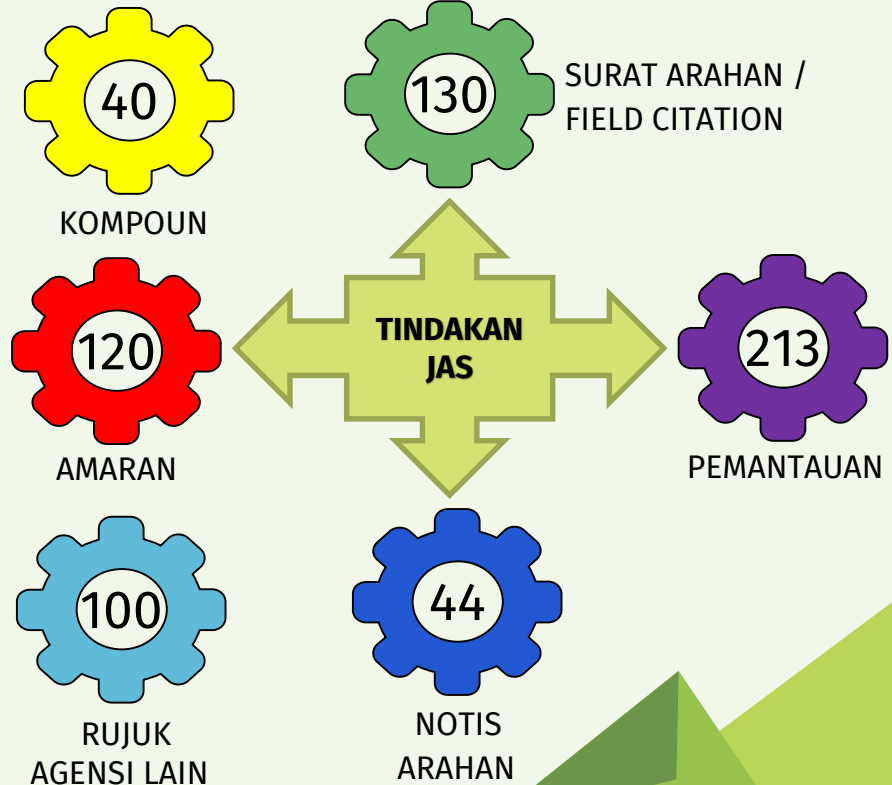 40
KOMPOUN
130
SURAT ARAHAN /
FIELD CITATION
120
AMARAN
TINDAKAN
JAS
213
PEMANTAUAN
100
RUJUK
AGENSI LAIN
44
NOTIS
ARAHAN